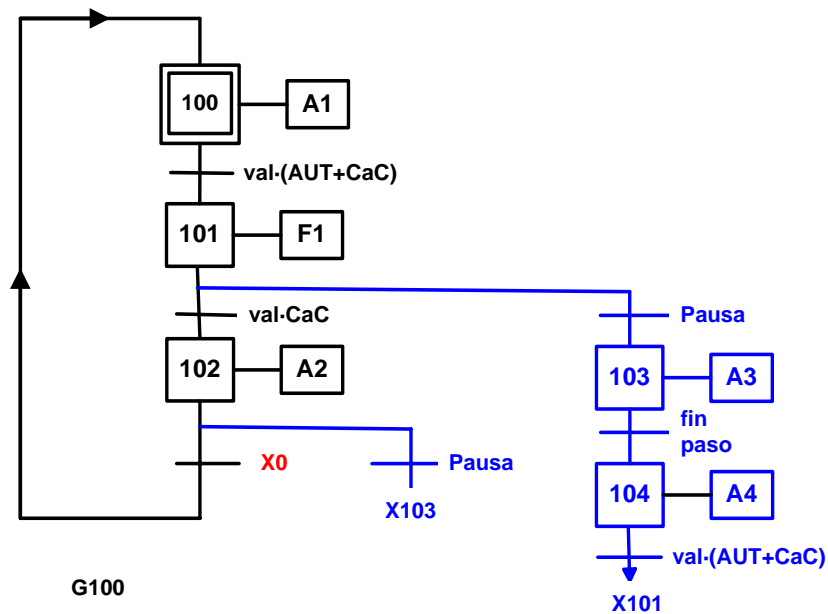 100
A1
val·(AUT+CaC)
101
F1
val·CaC
Pausa
102
A2
103
A3
fin
paso
X0
Pausa
X103
104
A4
val·(AUT+CaC)
X101
G100